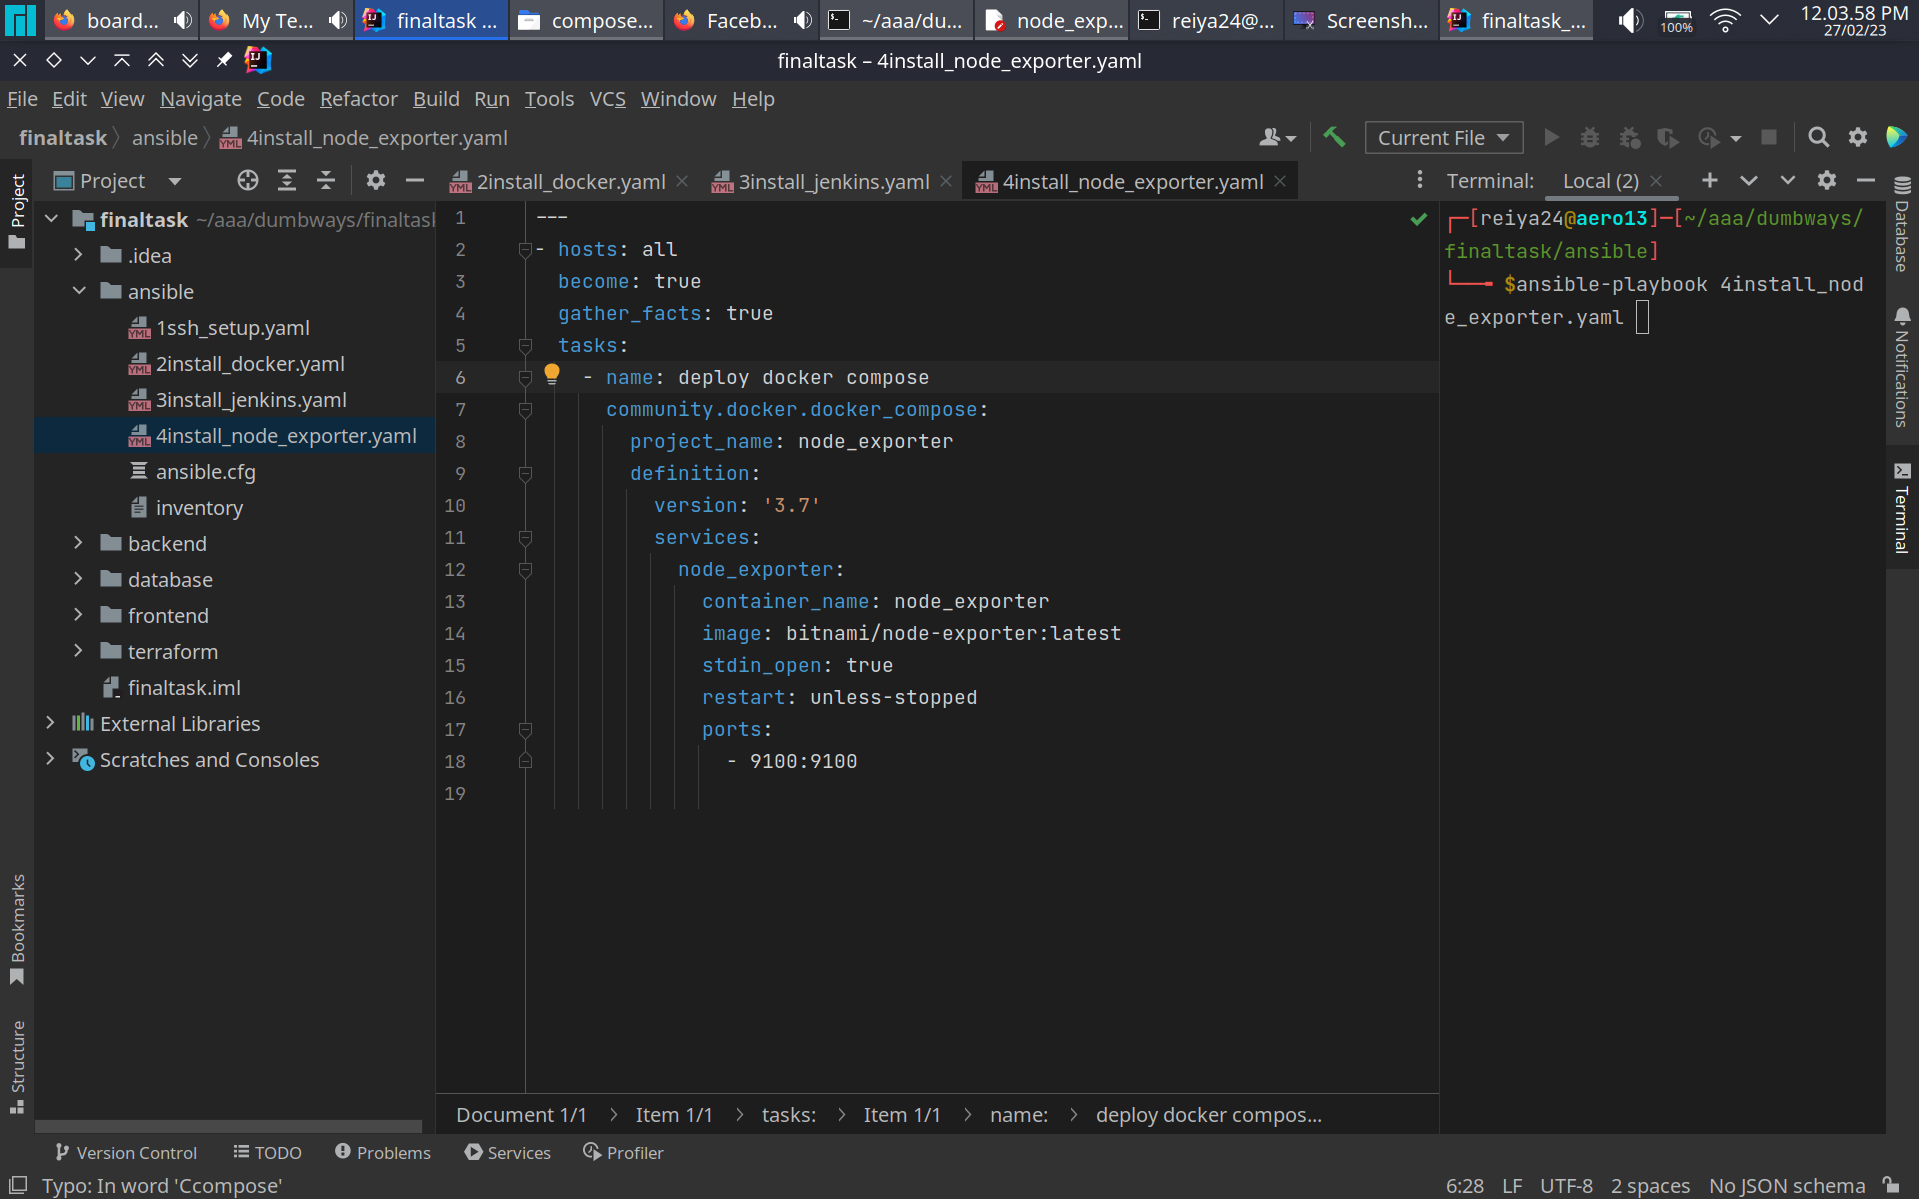 board...
My Te...
finaltask ...
compose...
Faceb...
~/aaa/du...
node_exp...
reiya24@...
Screensh...
finaltask_...
100%
12.03.58 PM
27/02/23
finaltask – 4install_node_exporter.yaml
File Edit View Navigate Code Refactor Build Run Tools VCS Window Help
finaltask ansible 4install_node_exporter.yaml
Current File
Project
Project
2install_docker.yaml
3install_jenkins.yaml
4install_node_exporter.yaml
Terminal: Local (2)
finaltask ~/aaa/dumbways/finaltask
.idea
ansible
1ssh_setup.yaml
2install_docker.yaml
3install_jenkins.yaml
4install_node_exporter.yaml
ansible.cfg
inventory
backend
database
frontend
terraform
finaltask.iml
External Libraries
Scratches and Consoles
1 ---
2 - hosts: all
3 become: true
4 gather_facts: true
5 tasks:
6 - name: deploy docker compose
7 community.docker.docker_compose:
8 project_name: node_exporter
9 definition:
10 version: '3.7'
11 services:
12 node_exporter:
13 container_name: node_exporter
14 image: bitnami/node-exporter:latest
15 stdin_open: true
16 restart: unless-stopped
17 ports:
18 - 9100:9100
19
[reiya24@aero13]─[~/aaa/dumbways/
finaltask/ansible]
$ansible-playbook 4install_nod
e_exporter.yaml
Database
Notifications
Terminal
Bookmarks
Structure
Document 1/1 Item 1/1 tasks: Item 1/1 name: deploy docker compos...
Version Control TODO Problems Services Profiler
Typo: In word 'Ccompose'
6:28 LF UTF-8 2 spaces No JSON schema